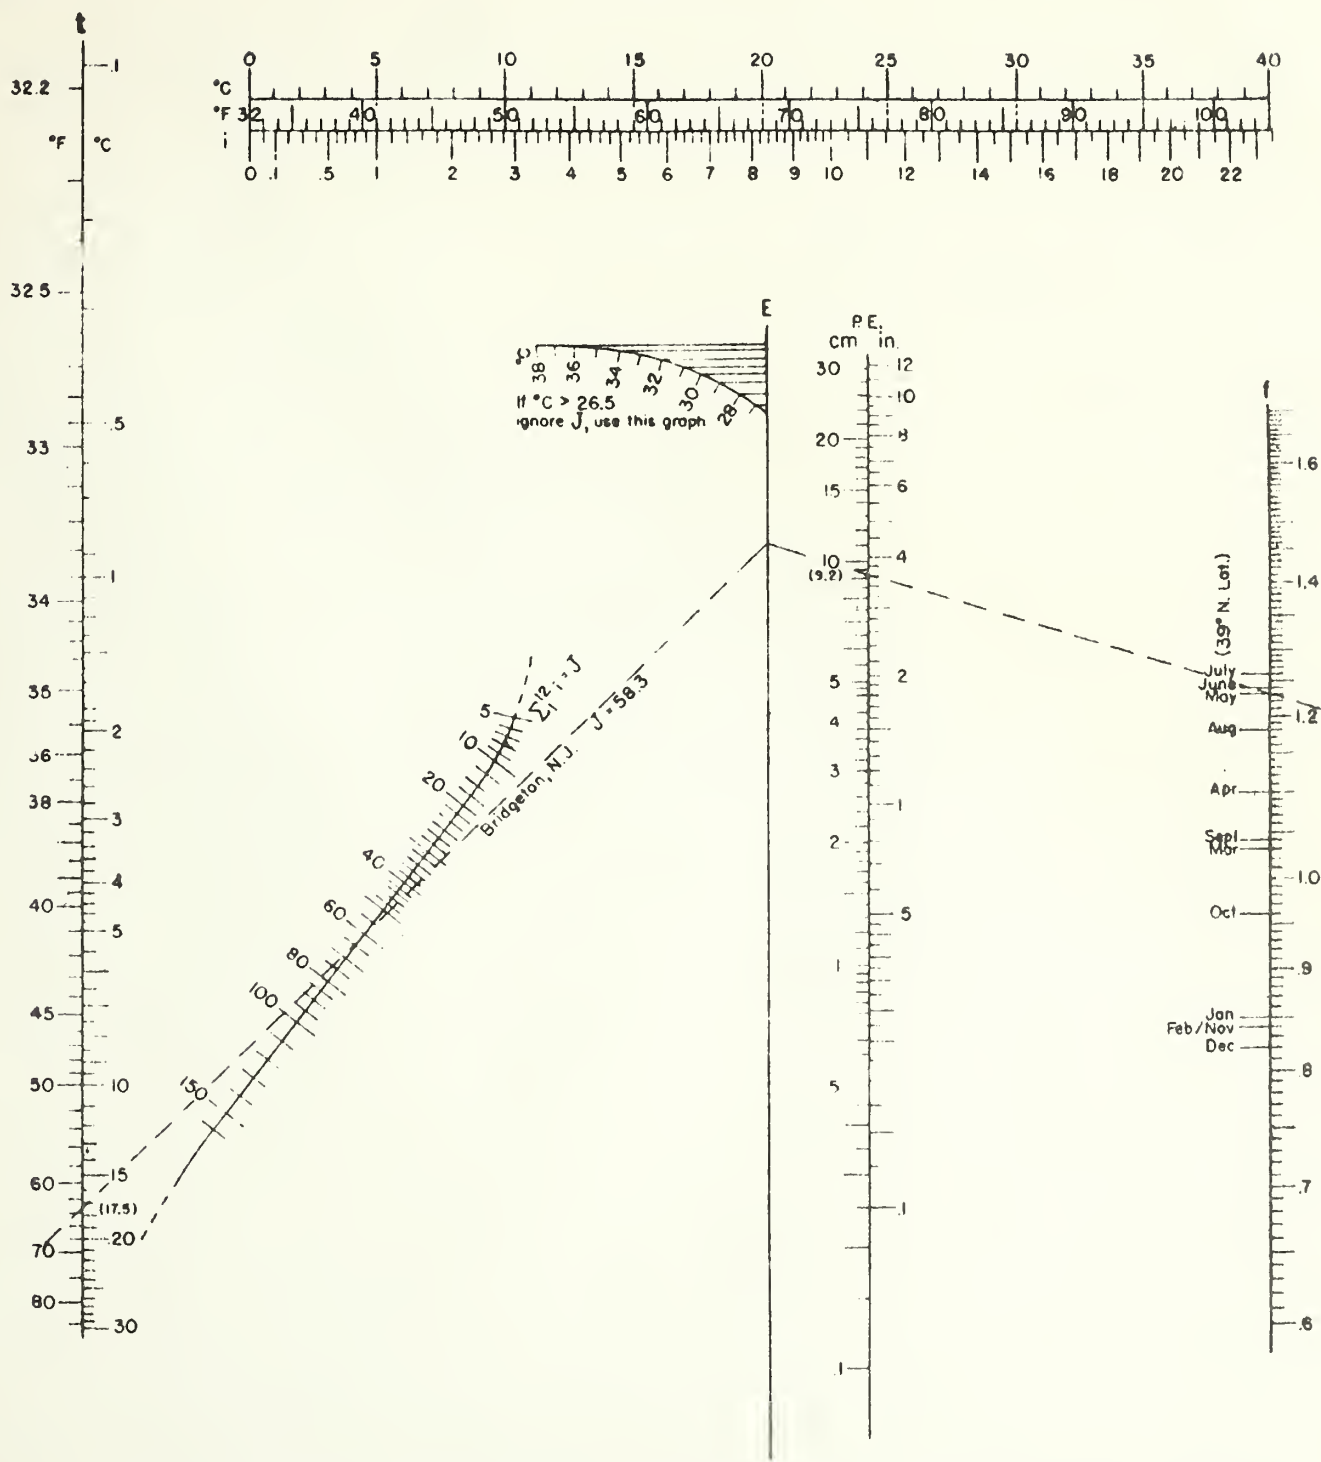 t
0 5 10 15 20 25 30 35 40
°C
°F 32 40 50 60 70 80 90 100
i
0 .1 .5 1 2 3 4 5 6 7 8 9 10 12 14 16 18 20 22
°F °C
.1
32.2
32.5
.5
33
1
34
35
2
36
38
3
4
40
5
45
50
10
15
60
(17.5)
20
70
80
30
E
°C
38 36 34 32 30 28
If °C > 26.5
ignore J, use this graph
P.E.
cm in.
30 12
10
20 8
15 6
10 4
(9.2)
5 2
4
3
1
2
.5
1
.5
.1
.1
Σ₁¹² i = J
5
10
20
40
60
80
100
150
Bridgeton, N.J. J = 58.3
f
(39° N. Lat.)
1.6
1.4
July
June
May
1.2
Aug
Apr
Sept
Mar
1.0
Oct
.9
Jan
Feb/Nov
Dec
.8
.7
.6